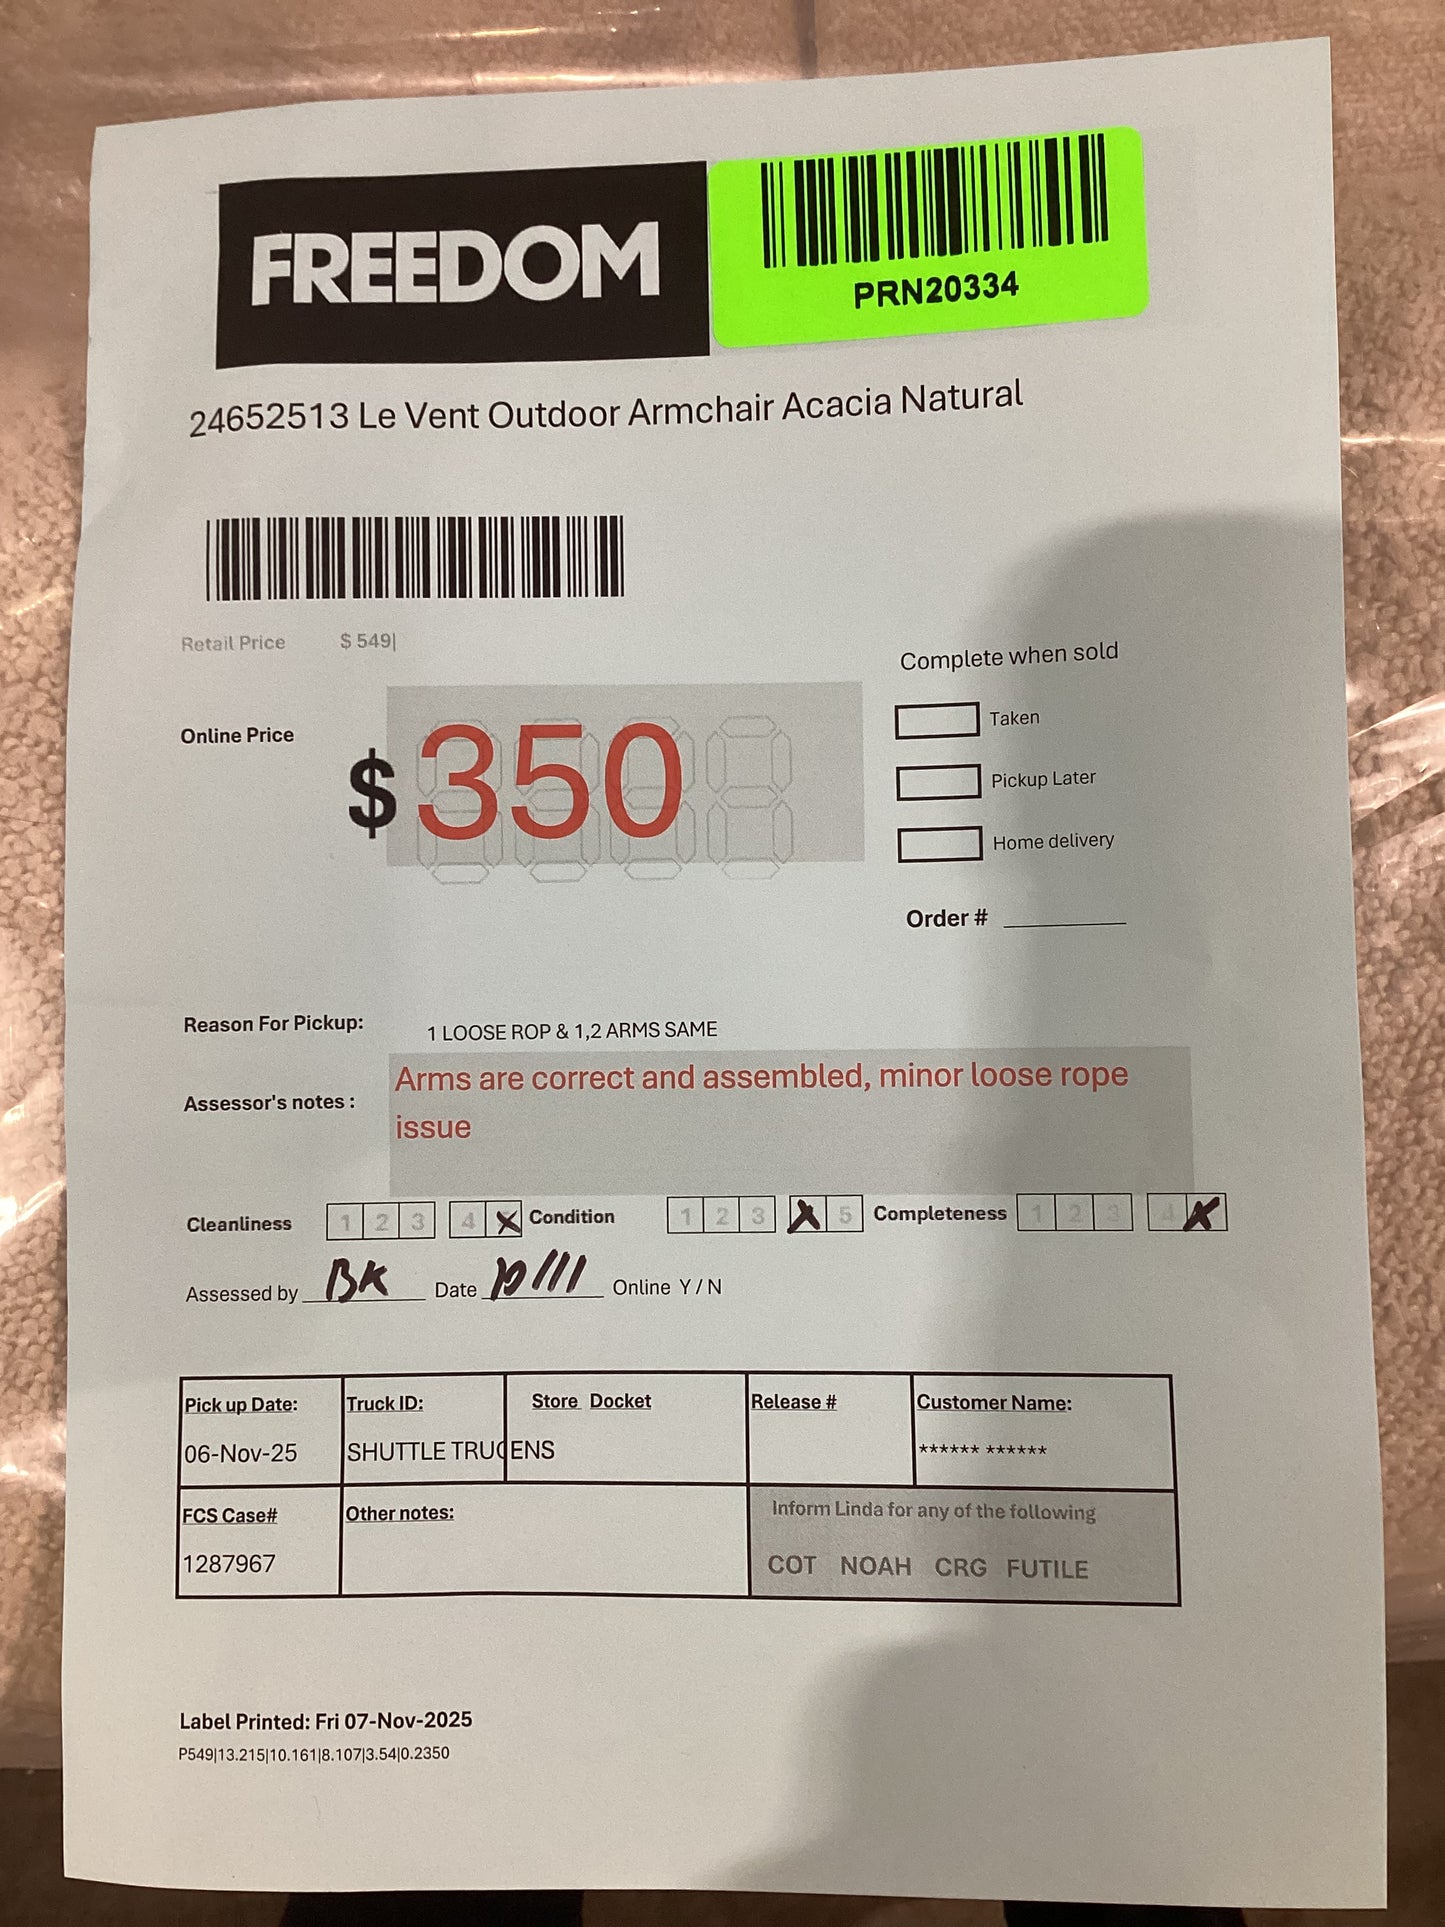 FREEDOM
PRN20334
24652513 Le Vent Outdoor Armchair Acacia Natural
Retail Price $ 549|
Complete when sold
Online Price
$ 350
Taken
Pickup Later
Home delivery
Order #
Reason For Pickup: 1 LOOSE ROP & 1,2 ARMS SAME
Assessor's notes : Arms are correct and assembled, minor loose rope
issue
Cleanliness 1 2 3 4 X Condition 1 2 3 X 5 Completeness 1 2 3 4 X
Assessed by BK Date 10/11 Online Y / N
Pick up Date: Truck ID: Store Docket Release # Customer Name:
06-Nov-25 SHUTTLE TRUC ENS ****** ******
FCS Case# Other notes: Inform Linda for any of the following
1287967 COT NOAH CRG FUTILE
Label Printed: Fri 07-Nov-2025
P549|13.215|10.161|8.107|3.54|0.2350